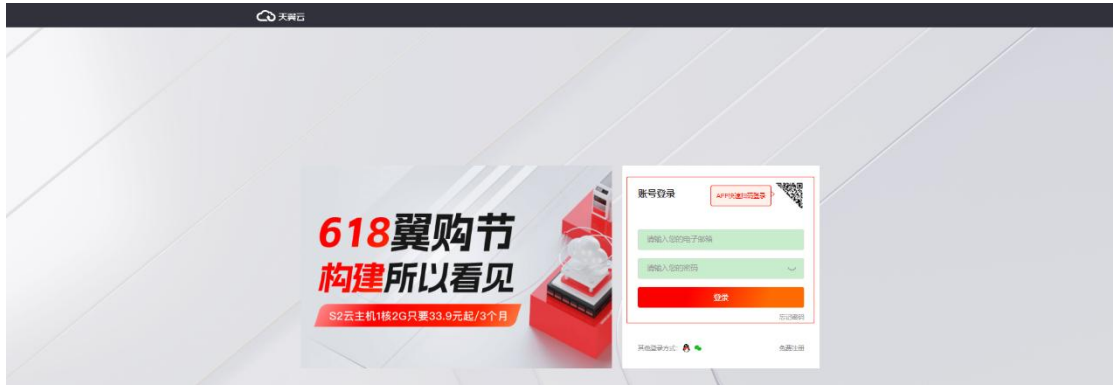 天翼云
618翼购节
构建所以看见
S2云主机1核2G只要33.9元起/3个月
账号登录
APP快速扫码登录
请输入您的电子邮箱
请输入您的密码
登录
忘记密码
其他登录方式:
免费注册